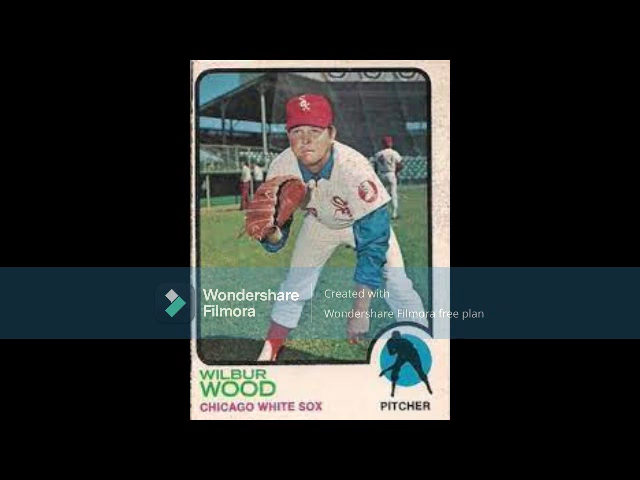 Wondershare
Filmora
Created with
Wondershare Filmora free plan
WILBUR
WOOD
CHICAGO WHITE SOX
PITCHER